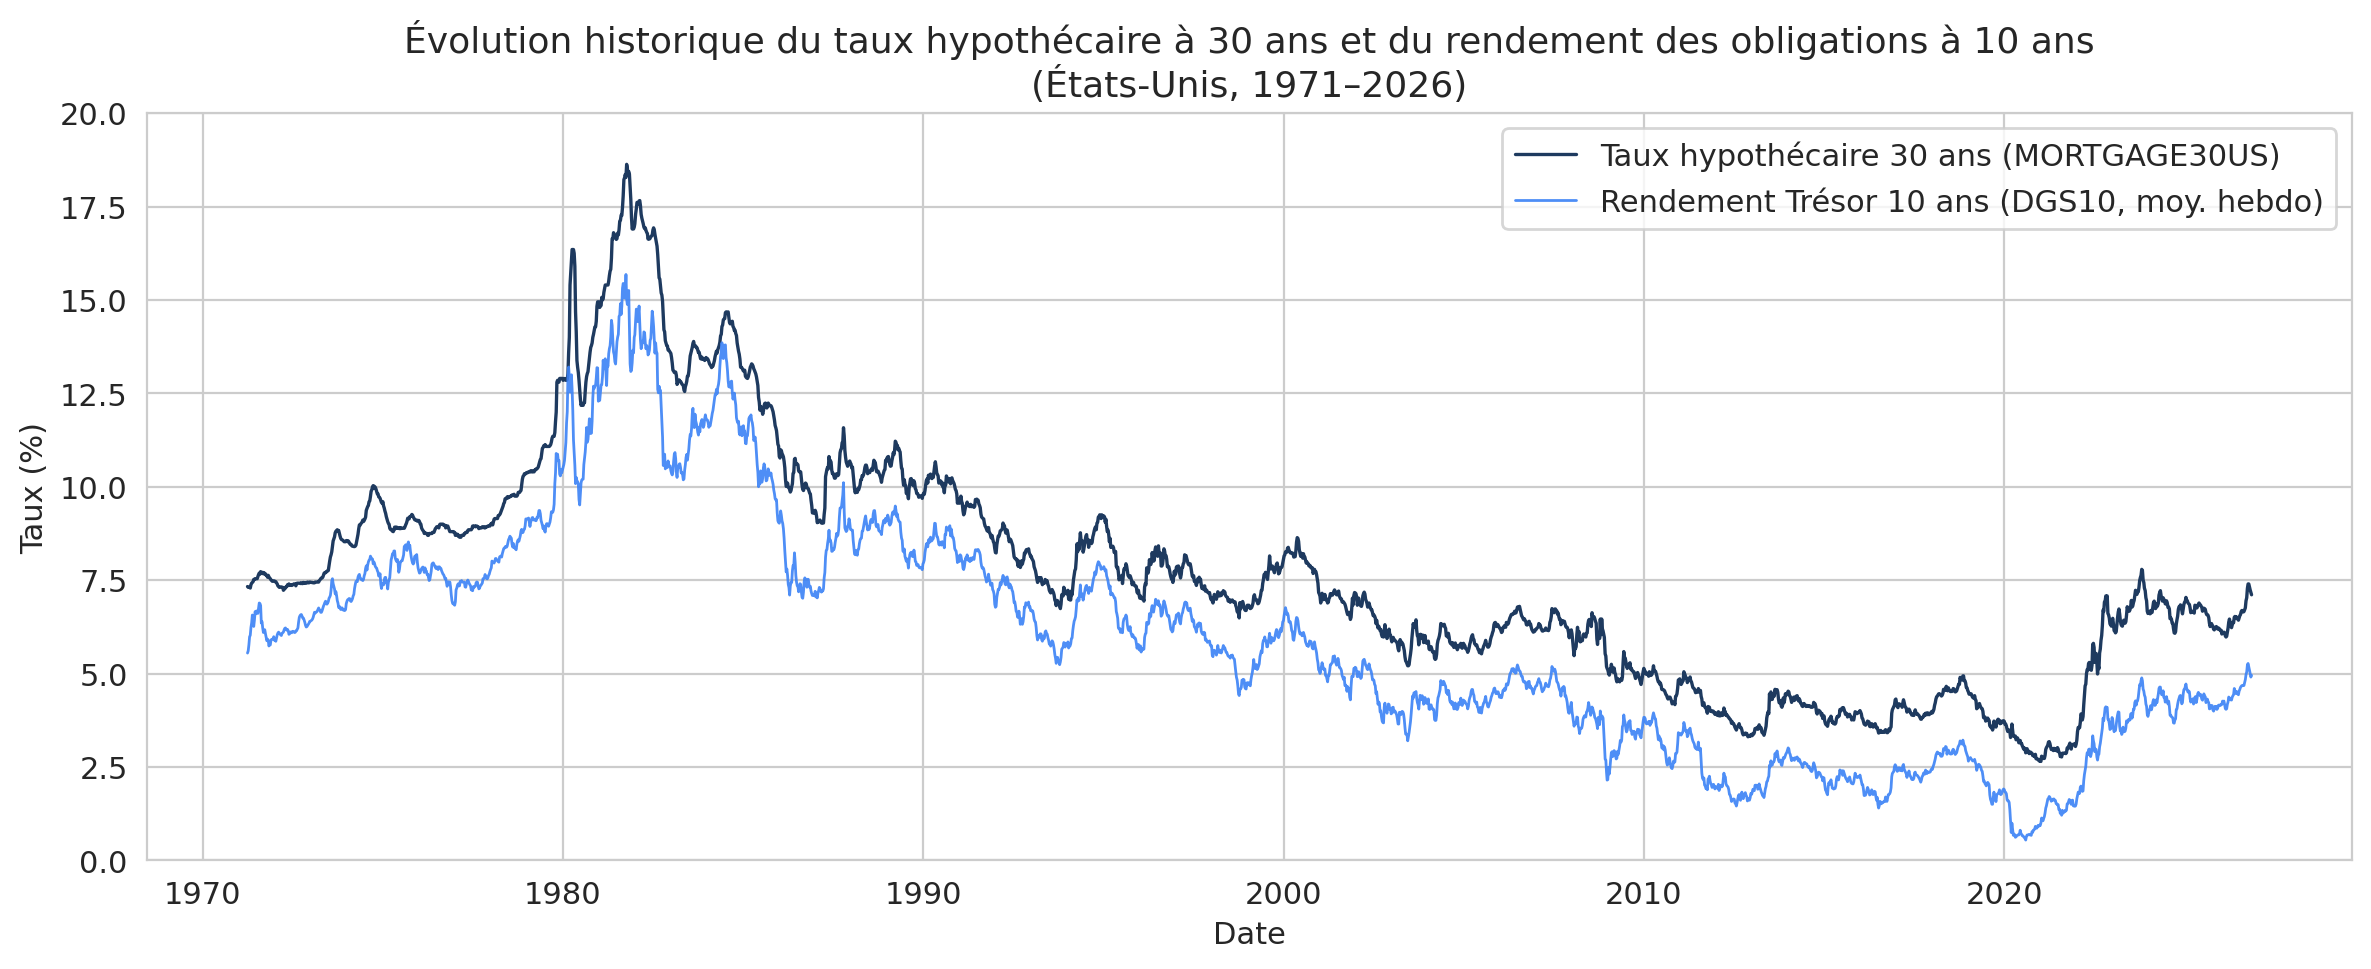 Évolution historique du taux hypothécaire à 30 ans et du rendement des obligations à 10 ans
(États-Unis, 1971–2026)
Taux hypothécaire 30 ans (MORTGAGE30US)
Rendement Trésor 10 ans (DGS10, moy. hebdo)
Taux (%)
20.0
17.5
15.0
12.5
10.0
7.5
5.0
2.5
0.0
1970 1980 1990 2000 2010 2020
Date